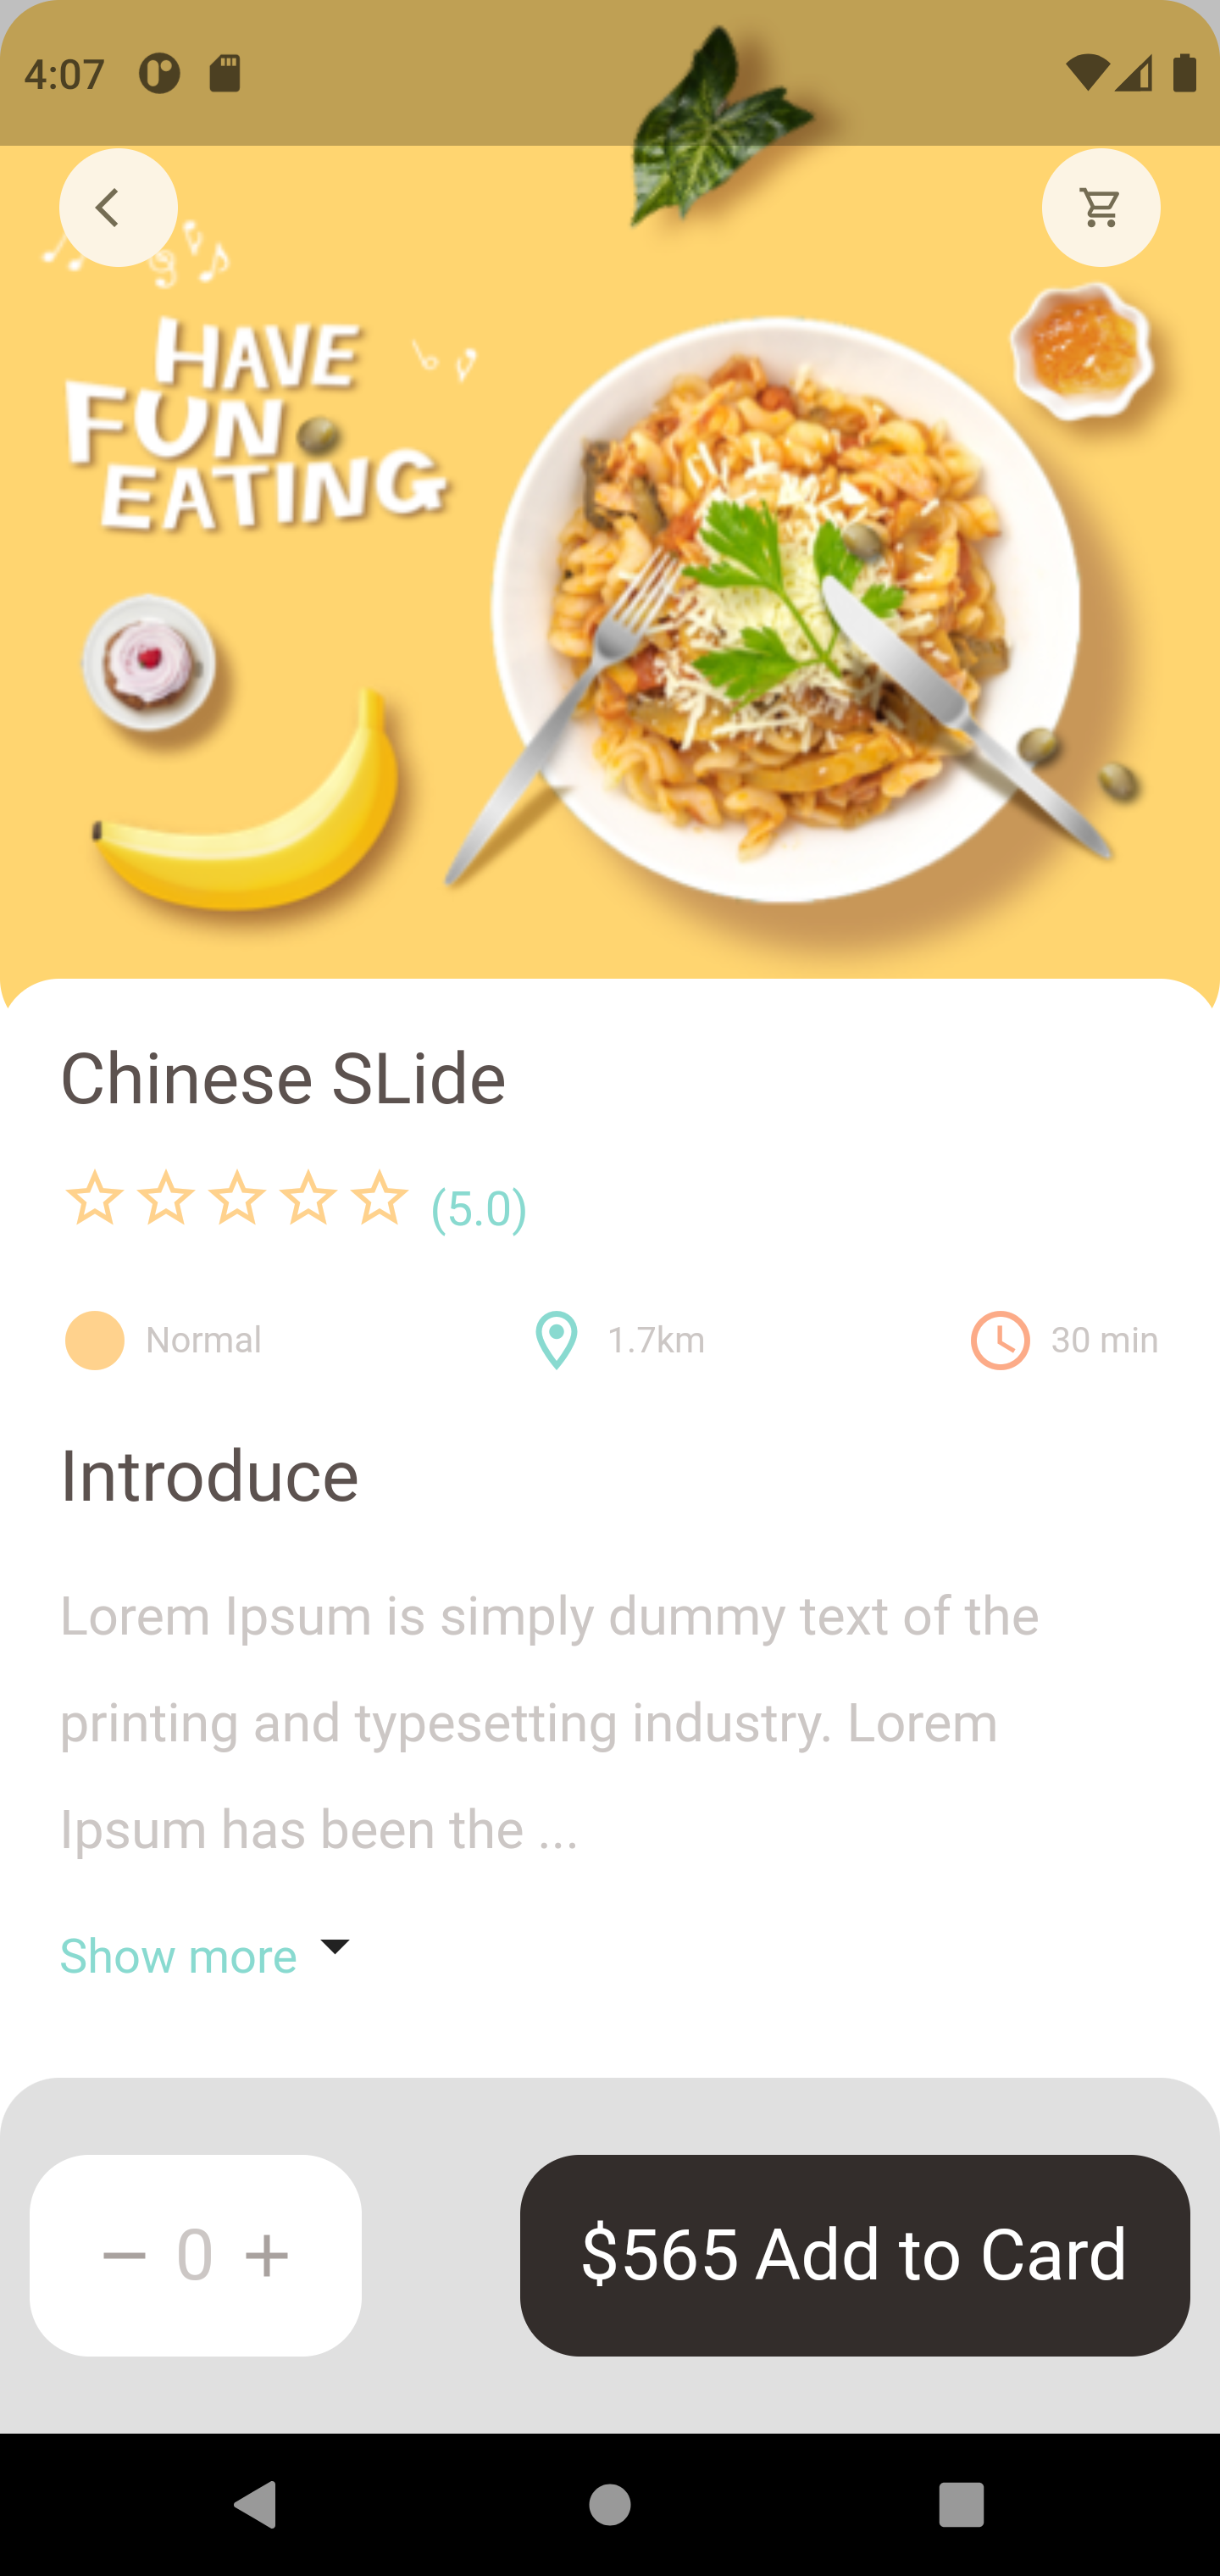 4:07
HAVE
FUN
EATING
Chinese SLide
(5.0)
Normal
1.7km
30 min
Introduce
Lorem Ipsum is simply dummy text of the
printing and typesetting industry. Lorem
Ipsum has been the ...
Show more
0
$565 Add to Card